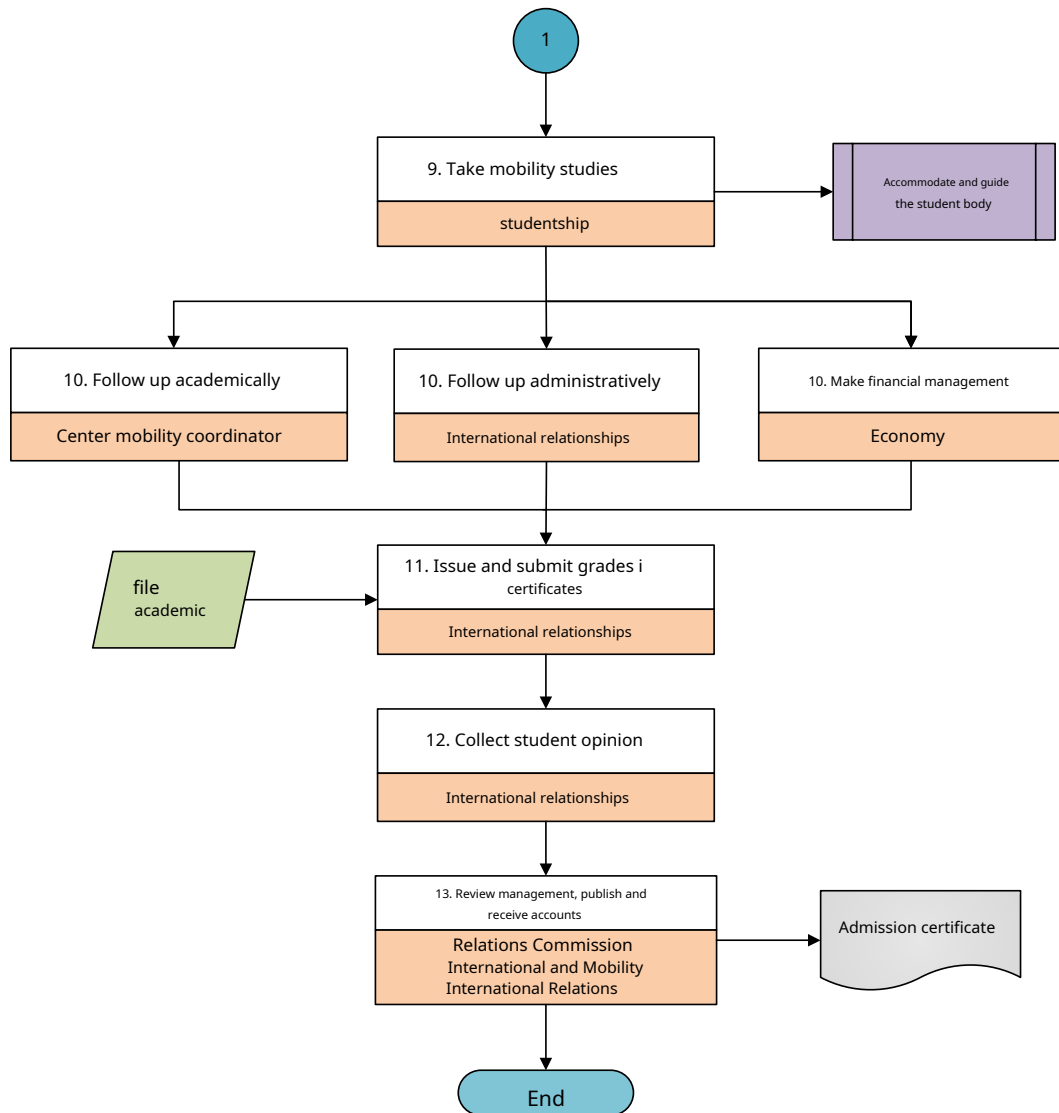 1
9. Take mobility studies
studentship
Accommodate and guide
the student body
10. Follow up academically
Center mobility coordinator
10. Follow up administratively
International relationships
10. Make financial management
Economy
file
academic
11. Issue and submit grades i
certificates
International relationships
12. Collect student opinion
International relationships
13. Review management, publish and
receive accounts
Relations Commission
International and Mobility
International Relations
Admission certificate
End